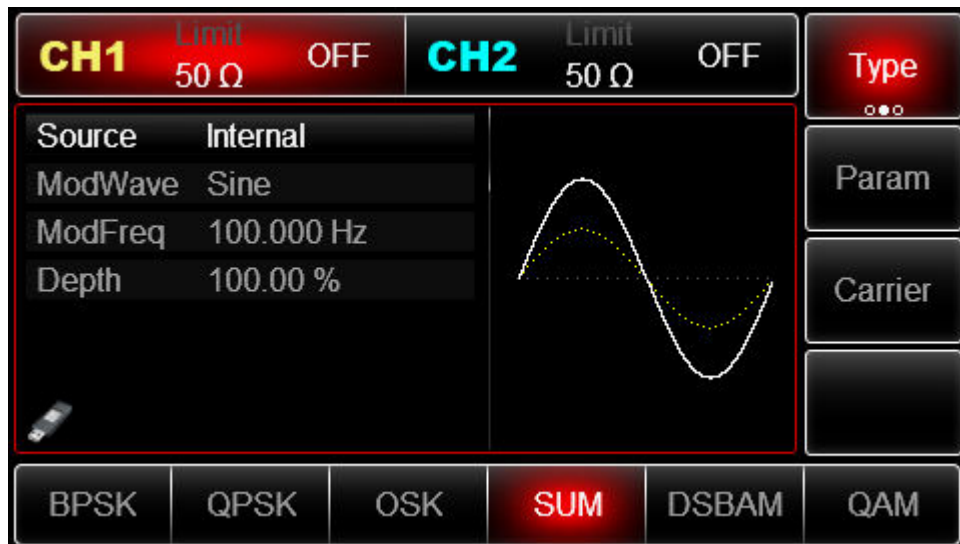 CH1 Limit 50 Ω OFF
CH2 Limit 50 Ω OFF
Type
Source Internal
ModWave Sine
ModFreq 100.000 Hz
Depth 100.00 %
Param
Carrier
BPSK QPSK OSK SUM DSBAM QAM